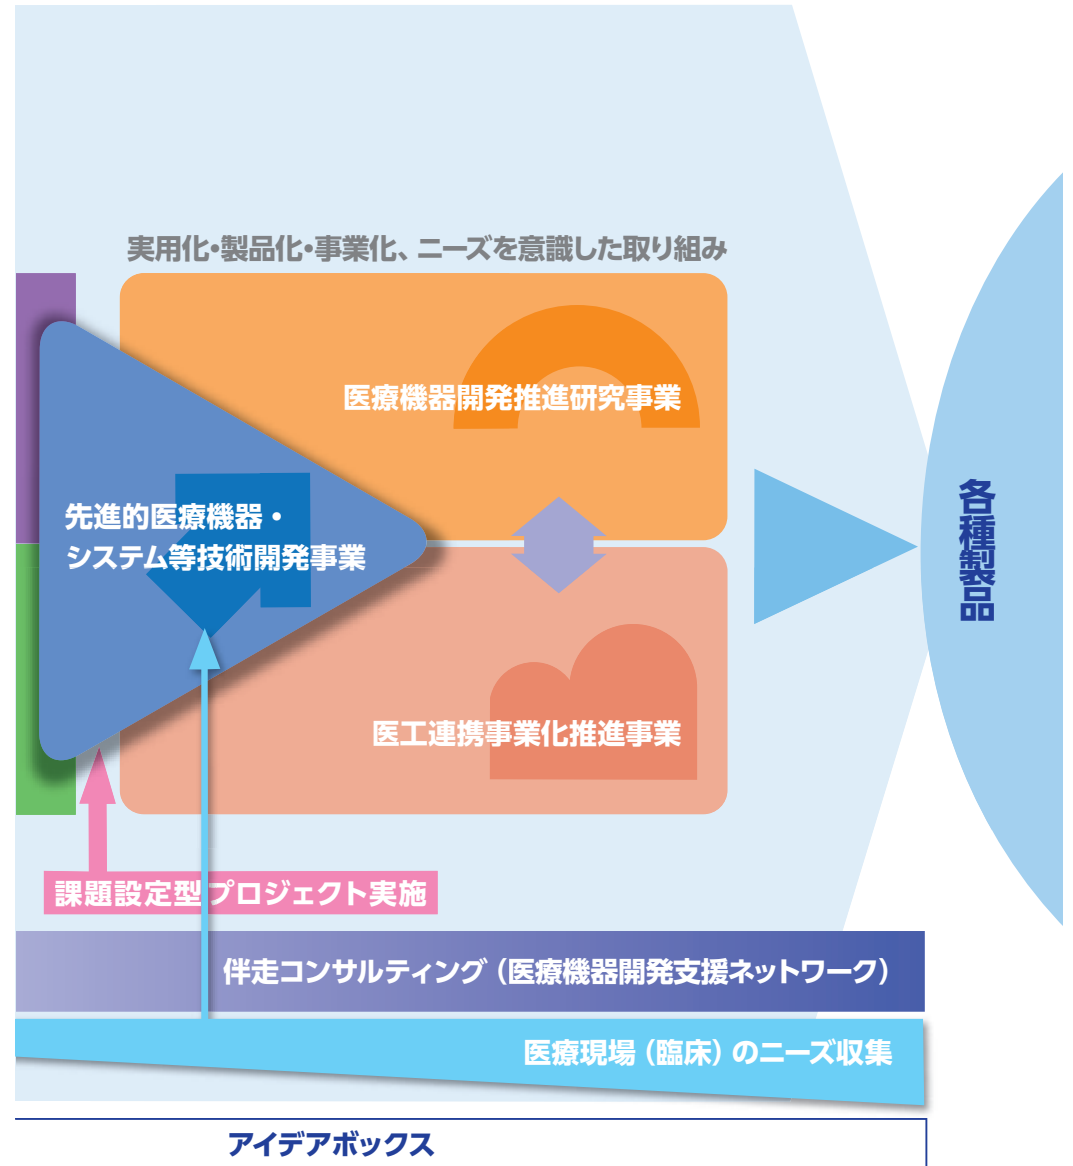 実用化・製品化・事業化、ニーズを意識した取り組み
医療機器開発推進研究事業
先進的医療機器・
システム等技術開発事業
各種製品
医工連携事業化推進事業
課題設定型プロジェクト実施
伴走コンサルティング（医療機器開発支援ネットワーク）
医療現場（臨床）のニーズ収集
アイデアボックス